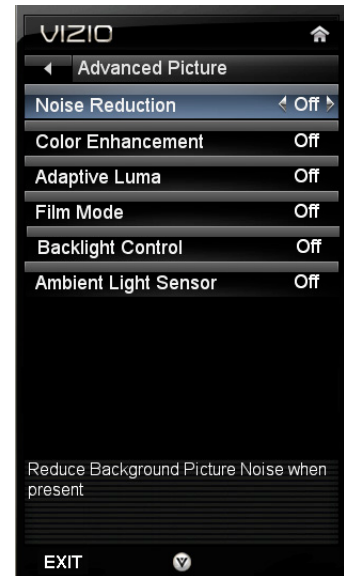 VIZIO
Advanced Picture
Noise Reduction Off
Color Enhancement Off
Adaptive Luma Off
Film Mode Off
Backlight Control Off
Ambient Light Sensor Off
Reduce Background Picture Noise when
present
EXIT V